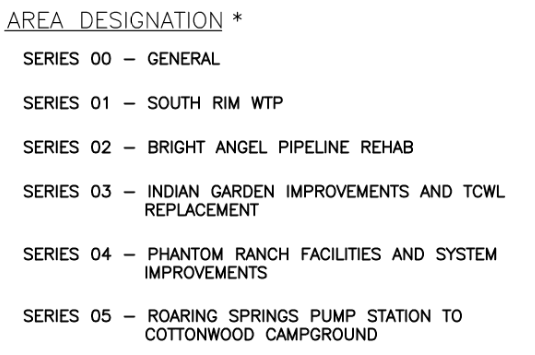 AREA DESIGNATION *
SERIES 00 – GENERAL
SERIES 01 – SOUTH RIM WTP
SERIES 02 – BRIGHT ANGEL PIPELINE REHAB
SERIES 03 – INDIAN GARDEN IMPROVEMENTS AND TCWL
REPLACEMENT
SERIES 04 – PHANTOM RANCH FACILITIES AND SYSTEM
IMPROVEMENTS
SERIES 05 – ROARING SPRINGS PUMP STATION TO
COTTONWOOD CAMPGROUND